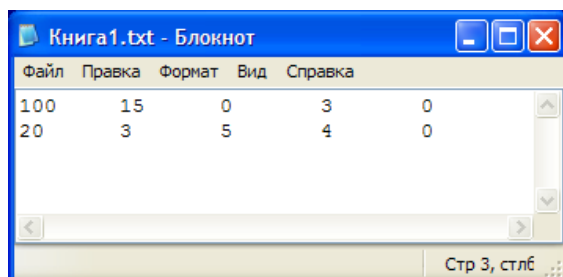 Книга1.txt - Блокнот
Файл Правка Формат Вид Справка
100 15 0 3 0
20 3 5 4 0
Стр 3, стлб